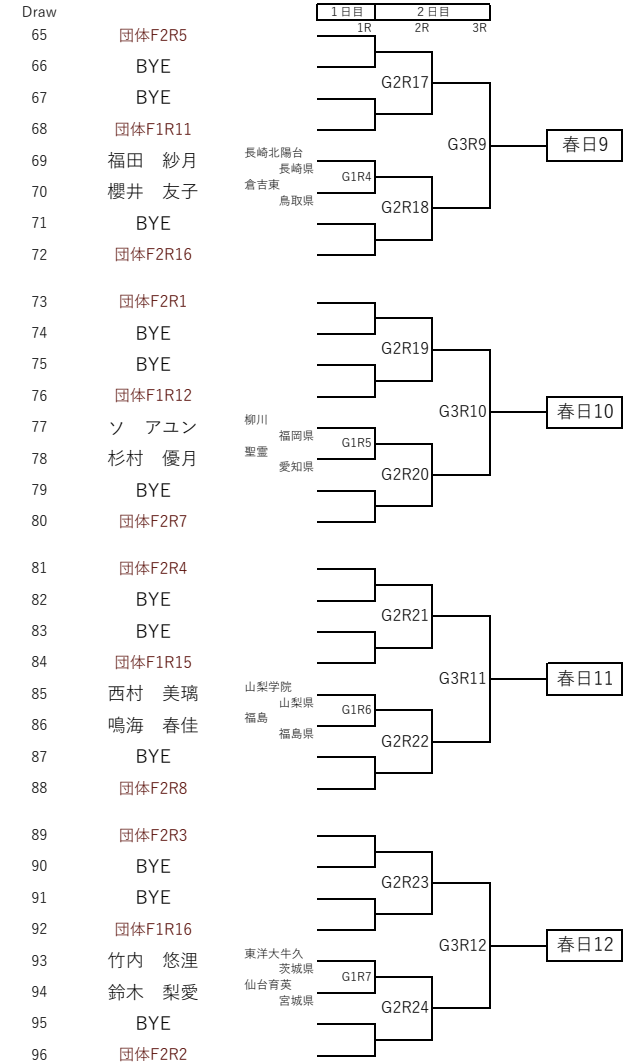 Draw 1日目 2日目
1R 2R 3R
65 団体F2R5
66 BYE
G2R17
67 BYE
68 団体F1R11
G3R9 春日9
69 福田　紗月 長崎北陽台
長崎県
G1R4
70 櫻井　友子 倉吉東
鳥取県
G2R18
71 BYE
72 団体F2R16
73 団体F2R1
74 BYE
G2R19
75 BYE
76 団体F1R12
G3R10 春日10
77 ソ　アユン 柳川
福岡県
G1R5
78 杉村　優月 聖霊
愛知県
G2R20
79 BYE
80 団体F2R7
81 団体F2R4
82 BYE
G2R21
83 BYE
84 団体F1R15
G3R11 春日11
85 西村　美璃 山梨学院
山梨県
G1R6
86 鳴海　春佳 福島
福島県
G2R22
87 BYE
88 団体F2R8
89 団体F2R3
90 BYE
G2R23
91 BYE
92 団体F1R16
G3R12 春日12
93 竹内　悠浬 東洋大牛久
茨城県
G1R7
94 鈴木　梨愛 仙台育英
宮城県
G2R24
95 BYE
96 団体F2R2